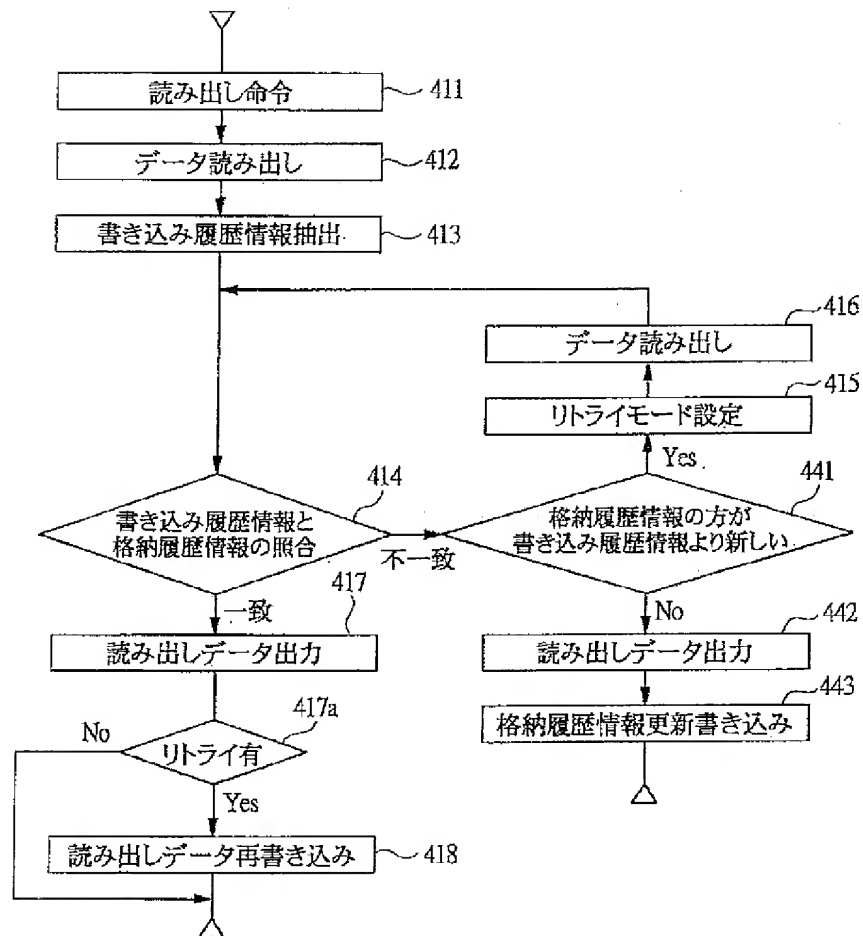 読み出し命令
411
データ読み出し
412
書き込み履歴情報抽出
413
416
データ読み出し
415
リトライモード設定
Yes
414
441
書き込み履歴情報と
格納履歴情報の照合
不一致
格納履歴情報の方が
書き込み履歴情報より新しい
一致
417
No
442
読み出しデータ出力
読み出しデータ出力
443
No
417a
リトライ有
格納履歴情報更新書き込み
Yes
読み出しデータ再書き込み
418